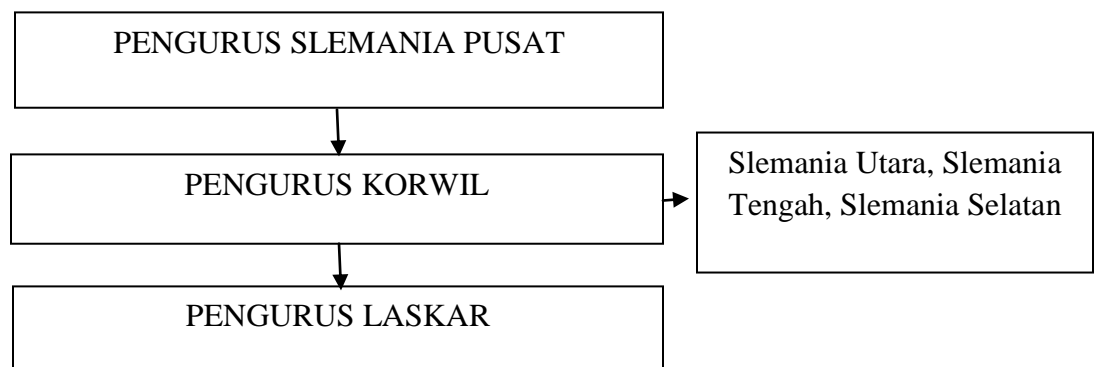 PENGURUS SLEMANIA PUSAT
PENGURUS KORWIL
Slemania Utara, Slemania
Tengah, Slemania Selatan
PENGURUS LASKAR